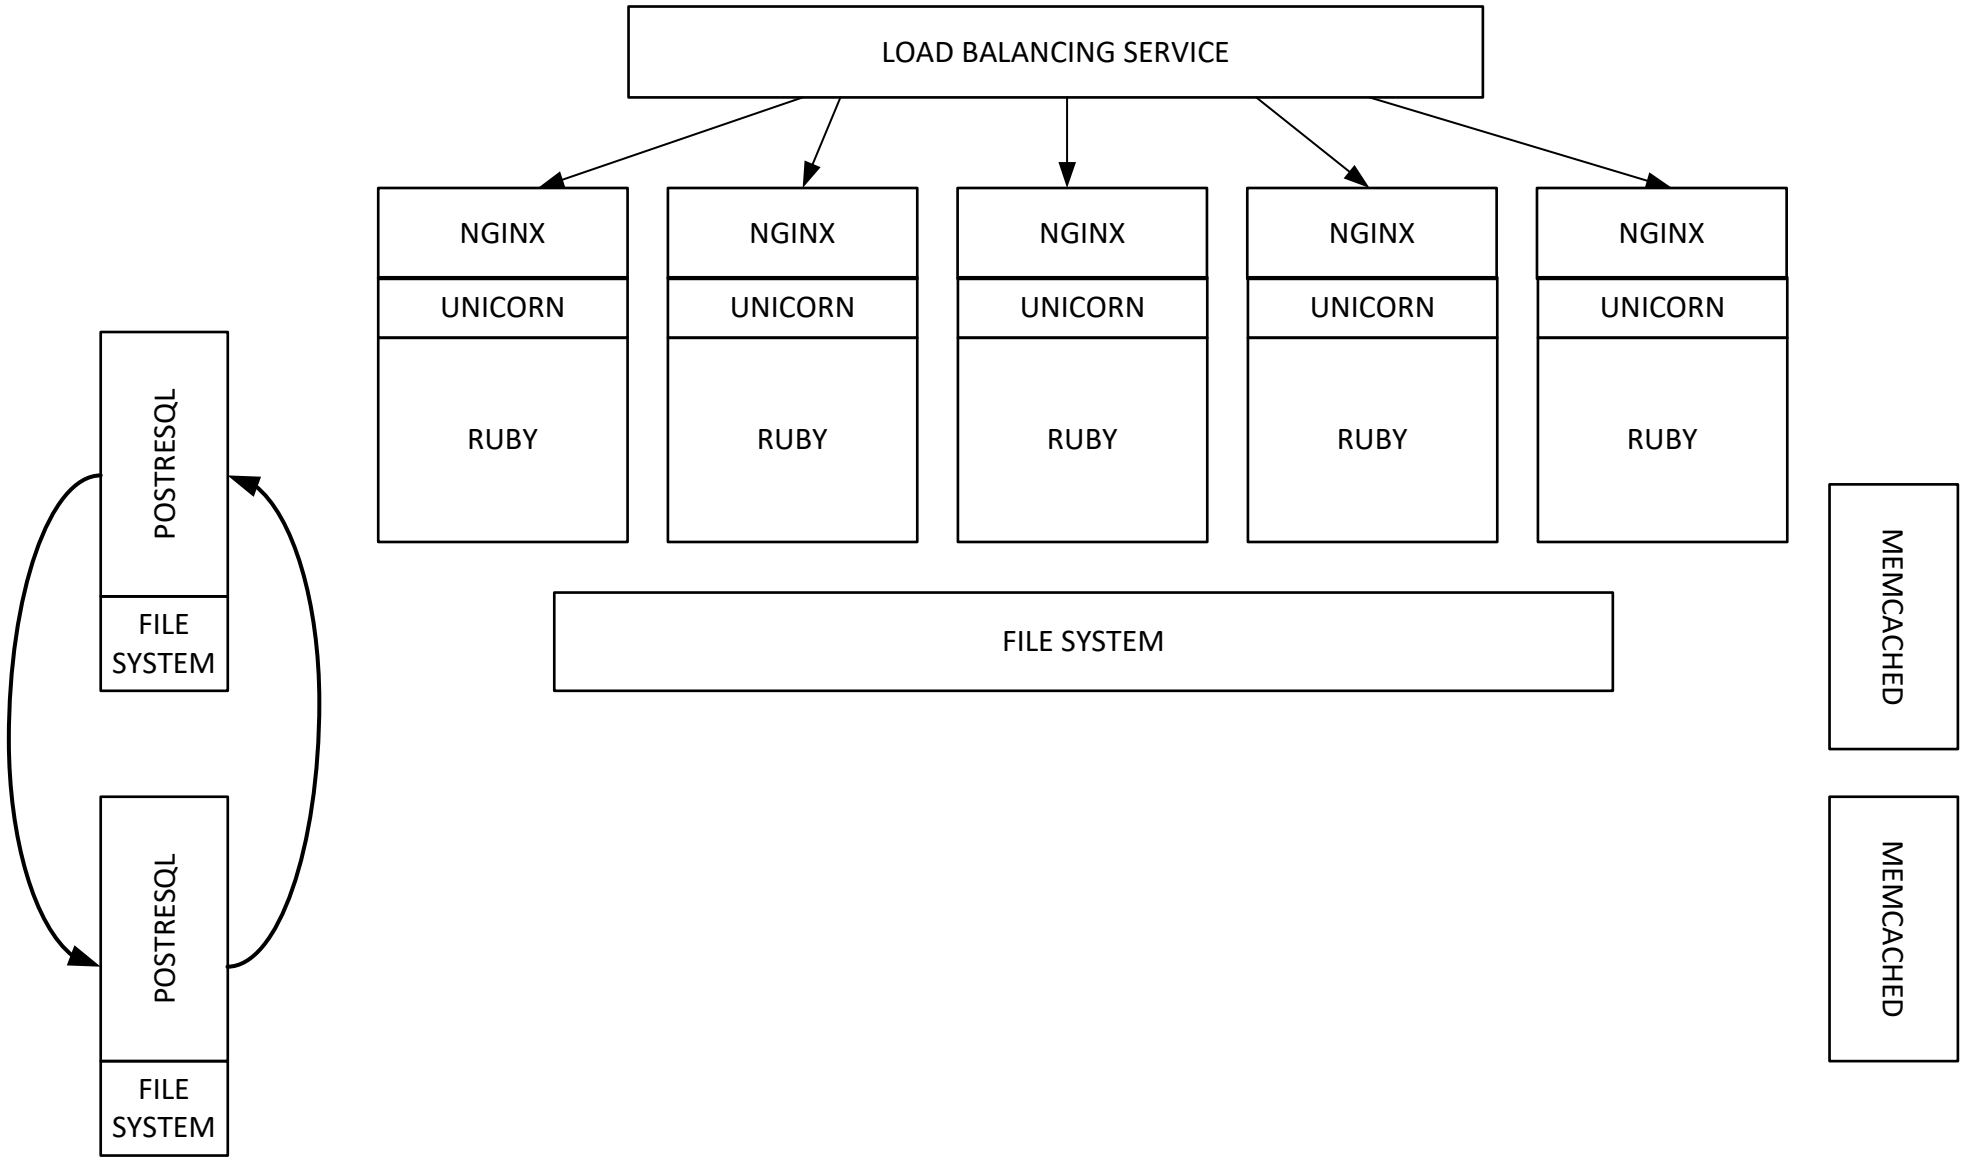 LOAD BALANCING SERVICE
NGINX
NGINX
NGINX
NGINX
NGINX
UNICORN
UNICORN
UNICORN
UNICORN
UNICORN
RUBY
RUBY
RUBY
RUBY
RUBY
POSTRESQL
FILE
SYSTEM
FILE SYSTEM
MEMCACHED
POSTRESQL
FILE
SYSTEM
MEMCACHED